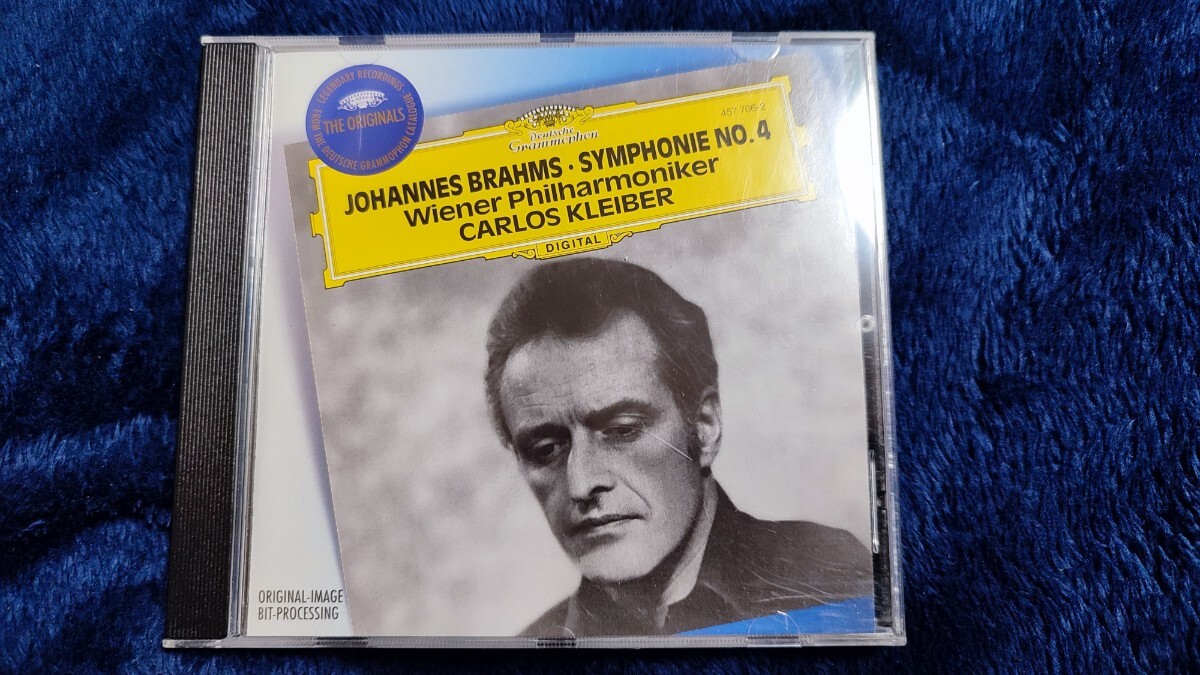 LEGENDARY RECORDINGS
THE ORIGINALS
FROM THE DEUTSCHE GRAMMOPHON CATALOGUE
Deutsche
Grammophon
457 706-2
JOHANNES BRAHMS · SYMPHONIE NO. 4
Wiener Philharmoniker
CARLOS KLEIBER
DIGITAL
ORIGINAL-IMAGE
BIT-PROCESSING